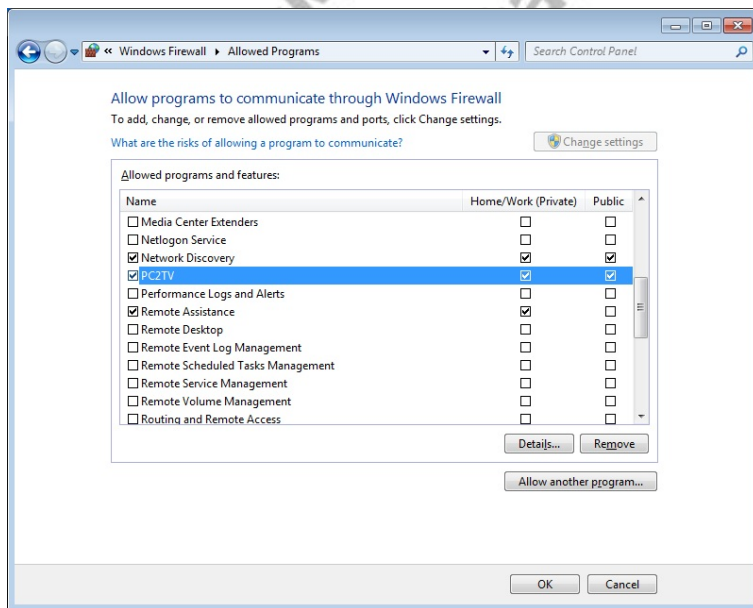 « Windows Firewall ▸ Allowed Programs
Search Control Panel
Allow programs to communicate through Windows Firewall
To add, change, or remove allowed programs and ports, click Change settings.
What are the risks of allowing a program to communicate?
Change settings
Allowed programs and features:
Name Home/Work (Private) Public
Media Center Extenders
Netlogon Service
Network Discovery
PC2TV
Performance Logs and Alerts
Remote Assistance
Remote Desktop
Remote Event Log Management
Remote Scheduled Tasks Management
Remote Service Management
Remote Volume Management
Routing and Remote Access
Details... Remove
Allow another program...
OK Cancel